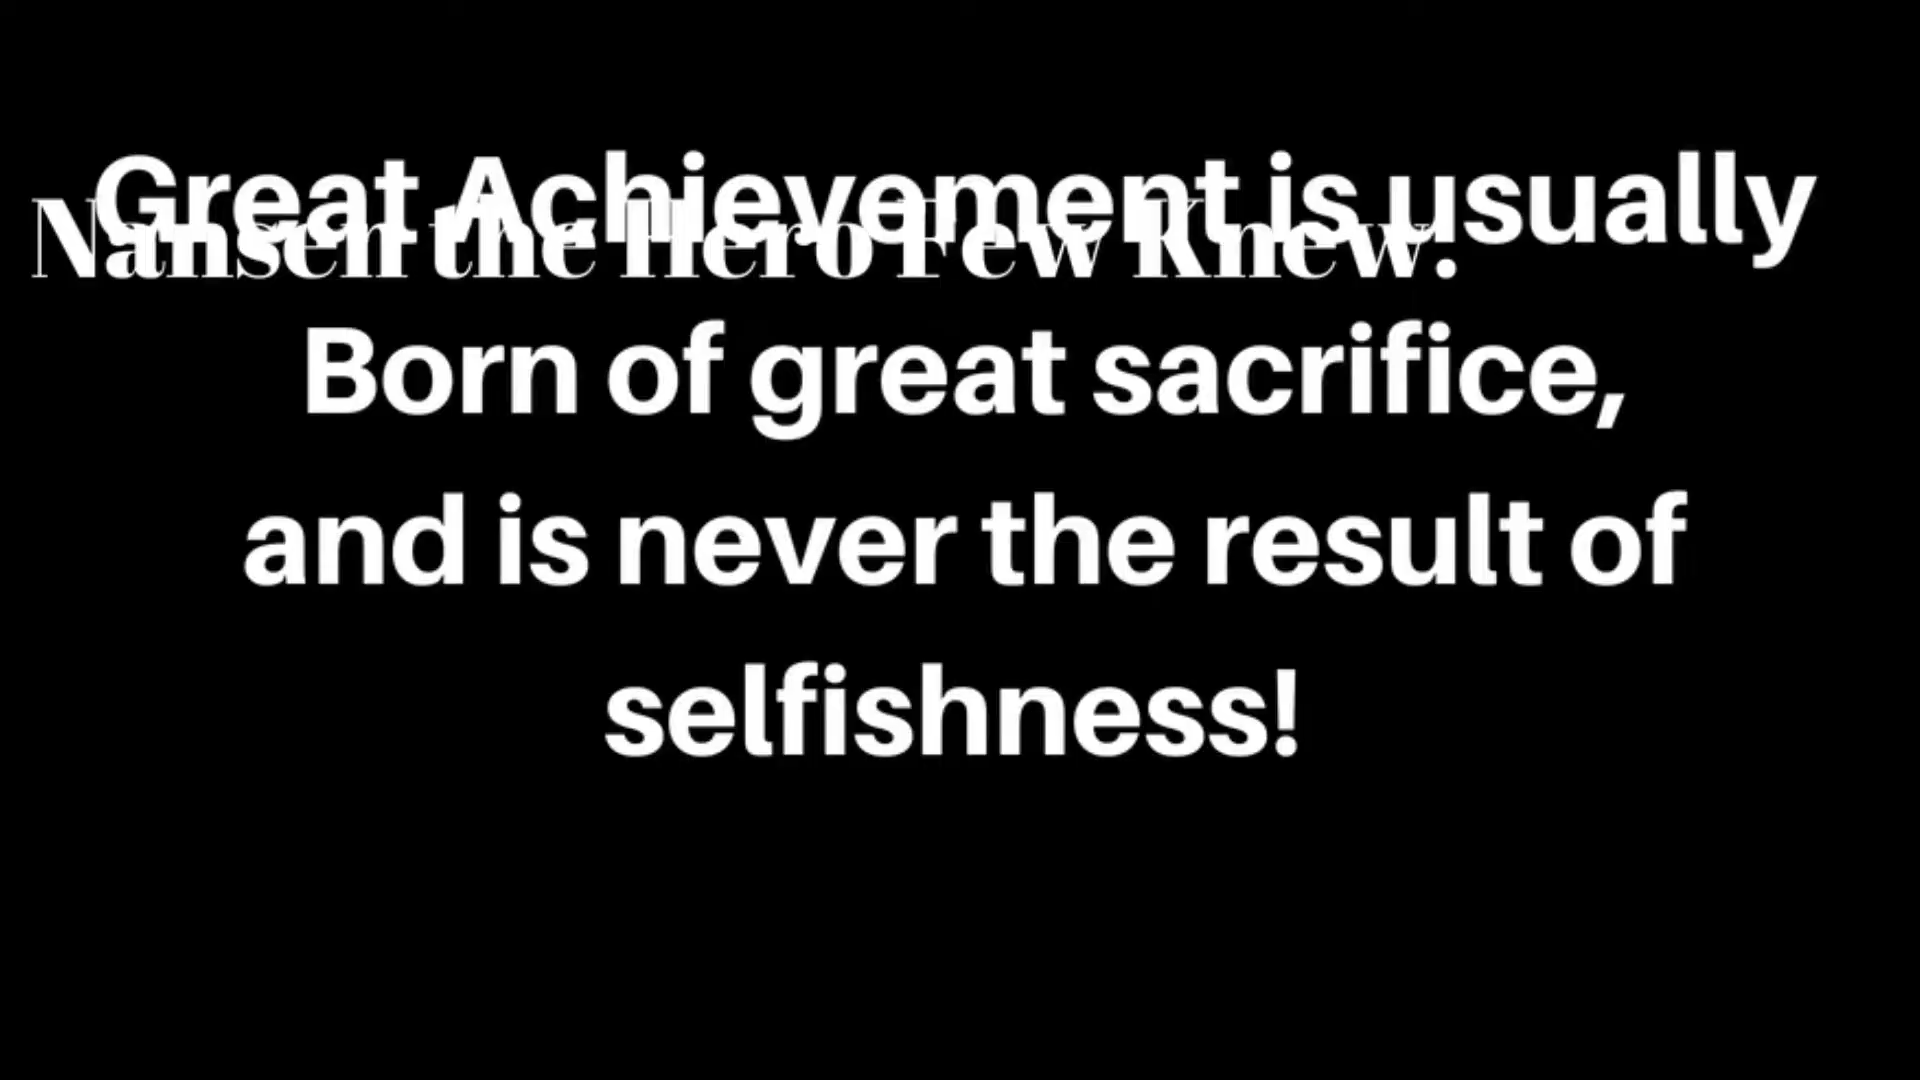 Great Achievement is usually
Nansen the Hero Few Knew.
Born of great sacrifice,
and is never the result of
selfishness!